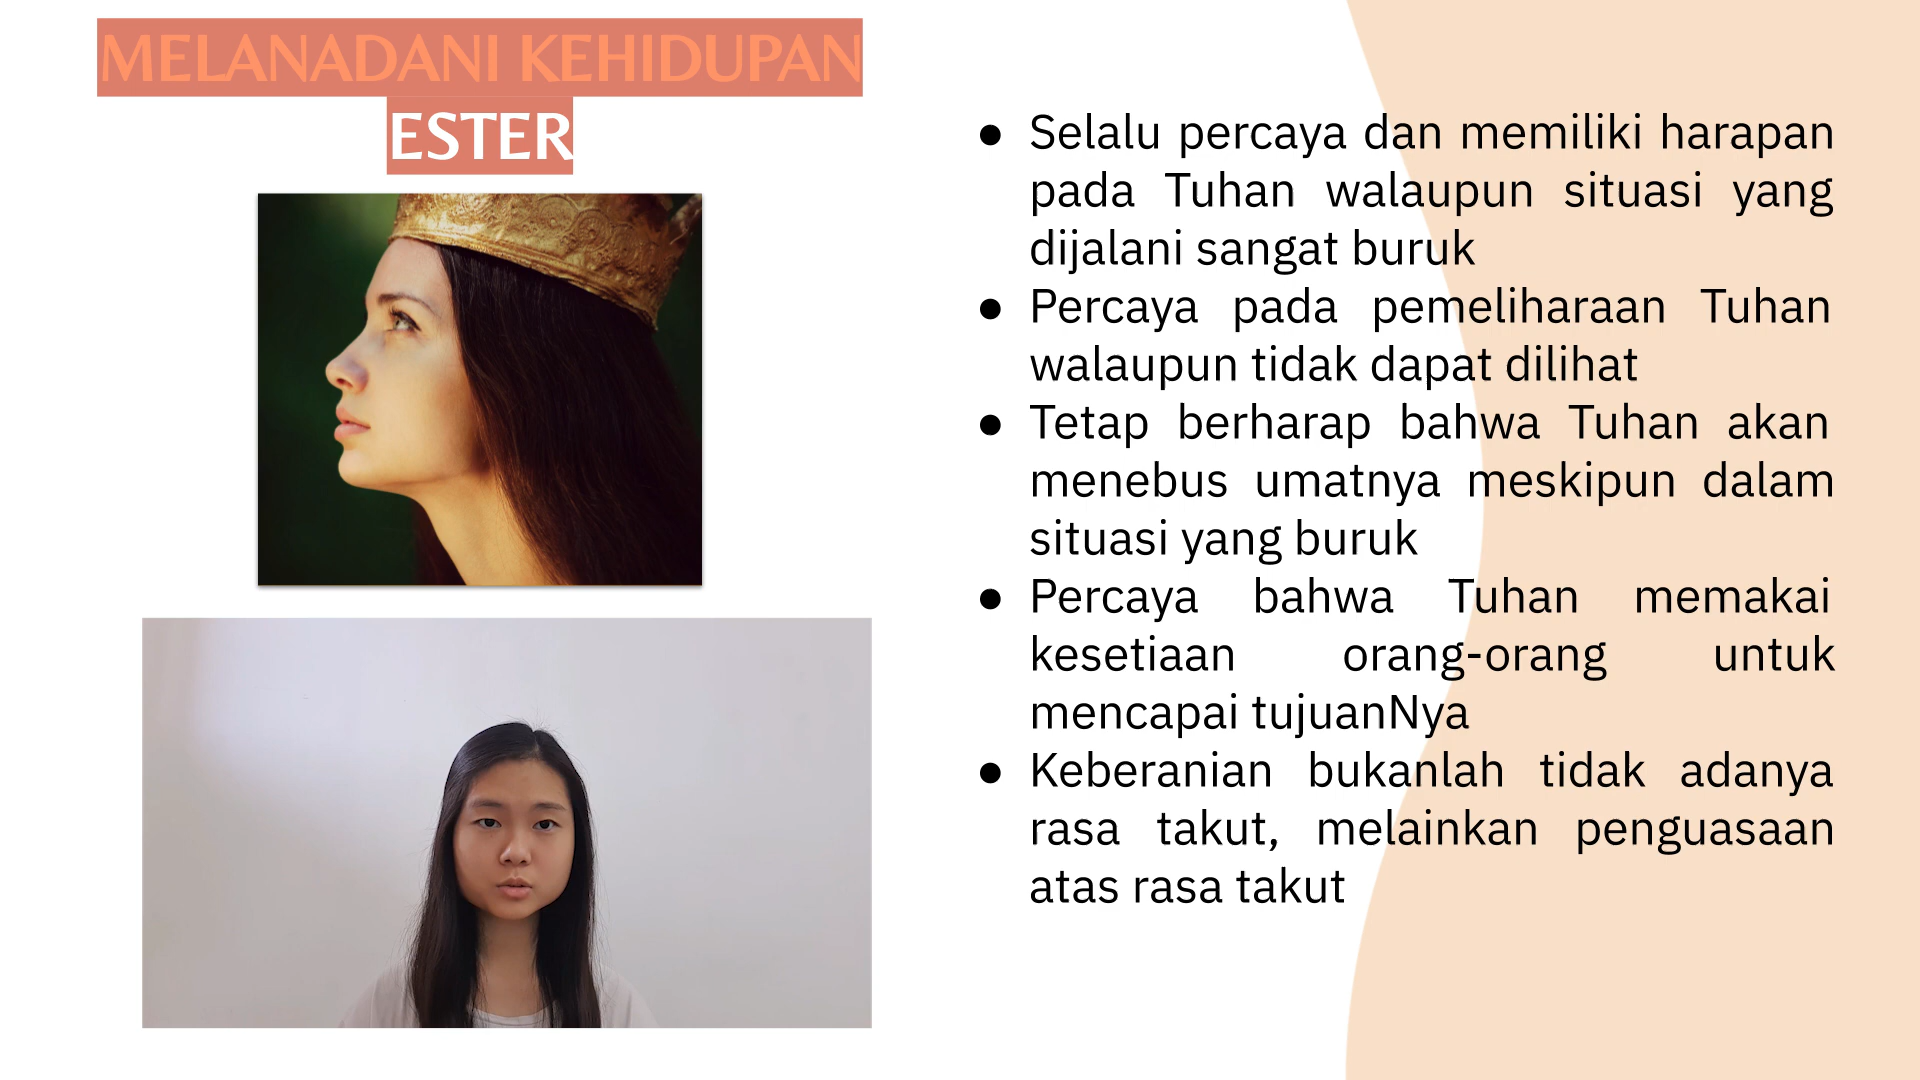 MELANADANI KEHIDUPAN
ESTER
● Selalu percaya dan memiliki harapan
pada Tuhan walaupun situasi yang
dijalani sangat buruk
● Percaya pada pemeliharaan Tuhan
walaupun tidak dapat dilihat
● Tetap berharap bahwa Tuhan akan
menebus umatnya meskipun dalam
situasi yang buruk
● Percaya bahwa Tuhan memakai
kesetiaan orang-orang untuk
mencapai tujuanNya
● Keberanian bukanlah tidak adanya
rasa takut, melainkan penguasaan
atas rasa takut